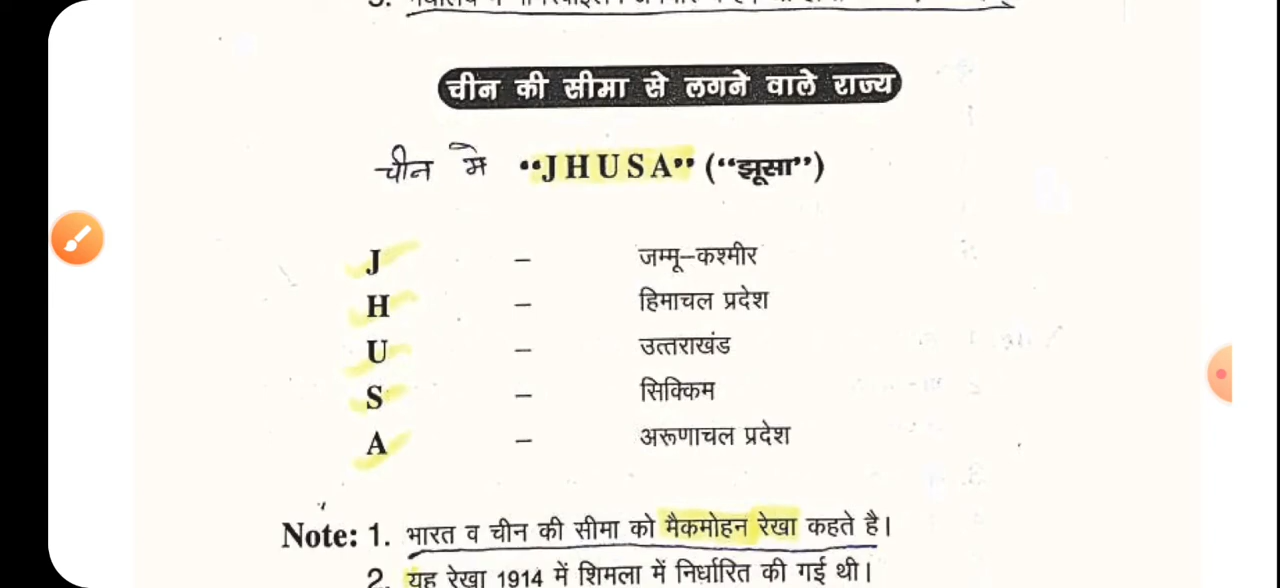 चीन की सीमा से लगने वाले राज्य
चीन में "JHUSA" ("झूसा")
J – जम्मू–कश्मीर
H – हिमाचल प्रदेश
U – उत्तराखंड
S – सिक्किम
A – अरूणाचल प्रदेश
Note: 1. भारत व चीन की सीमा को मैकमोहन रेखा कहते है।
2. यह रेखा 1914 में शिमला में निर्धारित की गई थी।